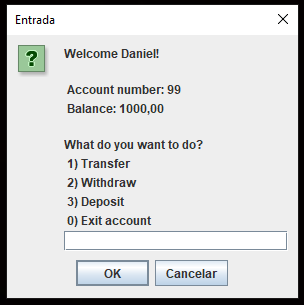 Entrada
?
Welcome Daniel!
Account number: 99
Balance: 1000,00
What do you want to do?
1) Transfer
2) Withdraw
3) Deposit
0) Exit account
OK
Cancelar